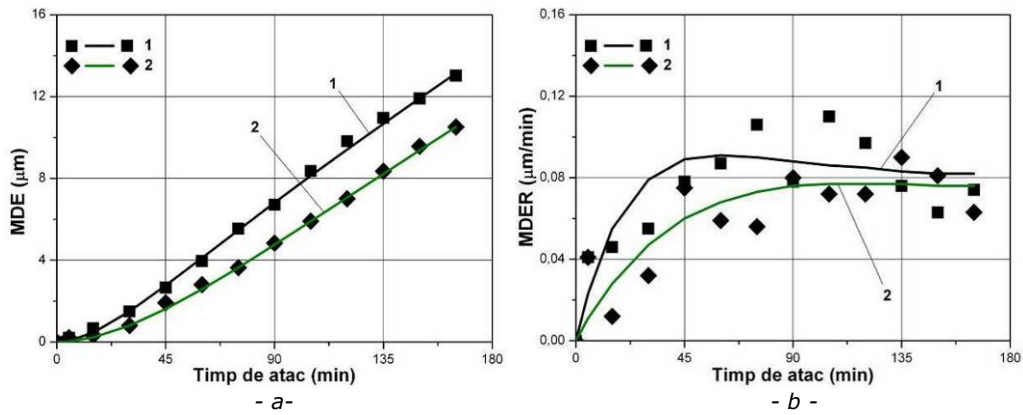 16
12
8
4
0
MDE (μm)
1
2
1
2
0 45 90 135 180
Timp de atac (min)
- a-
0,16
0,12
0,08
0,04
0,00
MDER (μm/min)
1
2
1
2
0 45 90 135 180
Timp de atac (min)
- b -